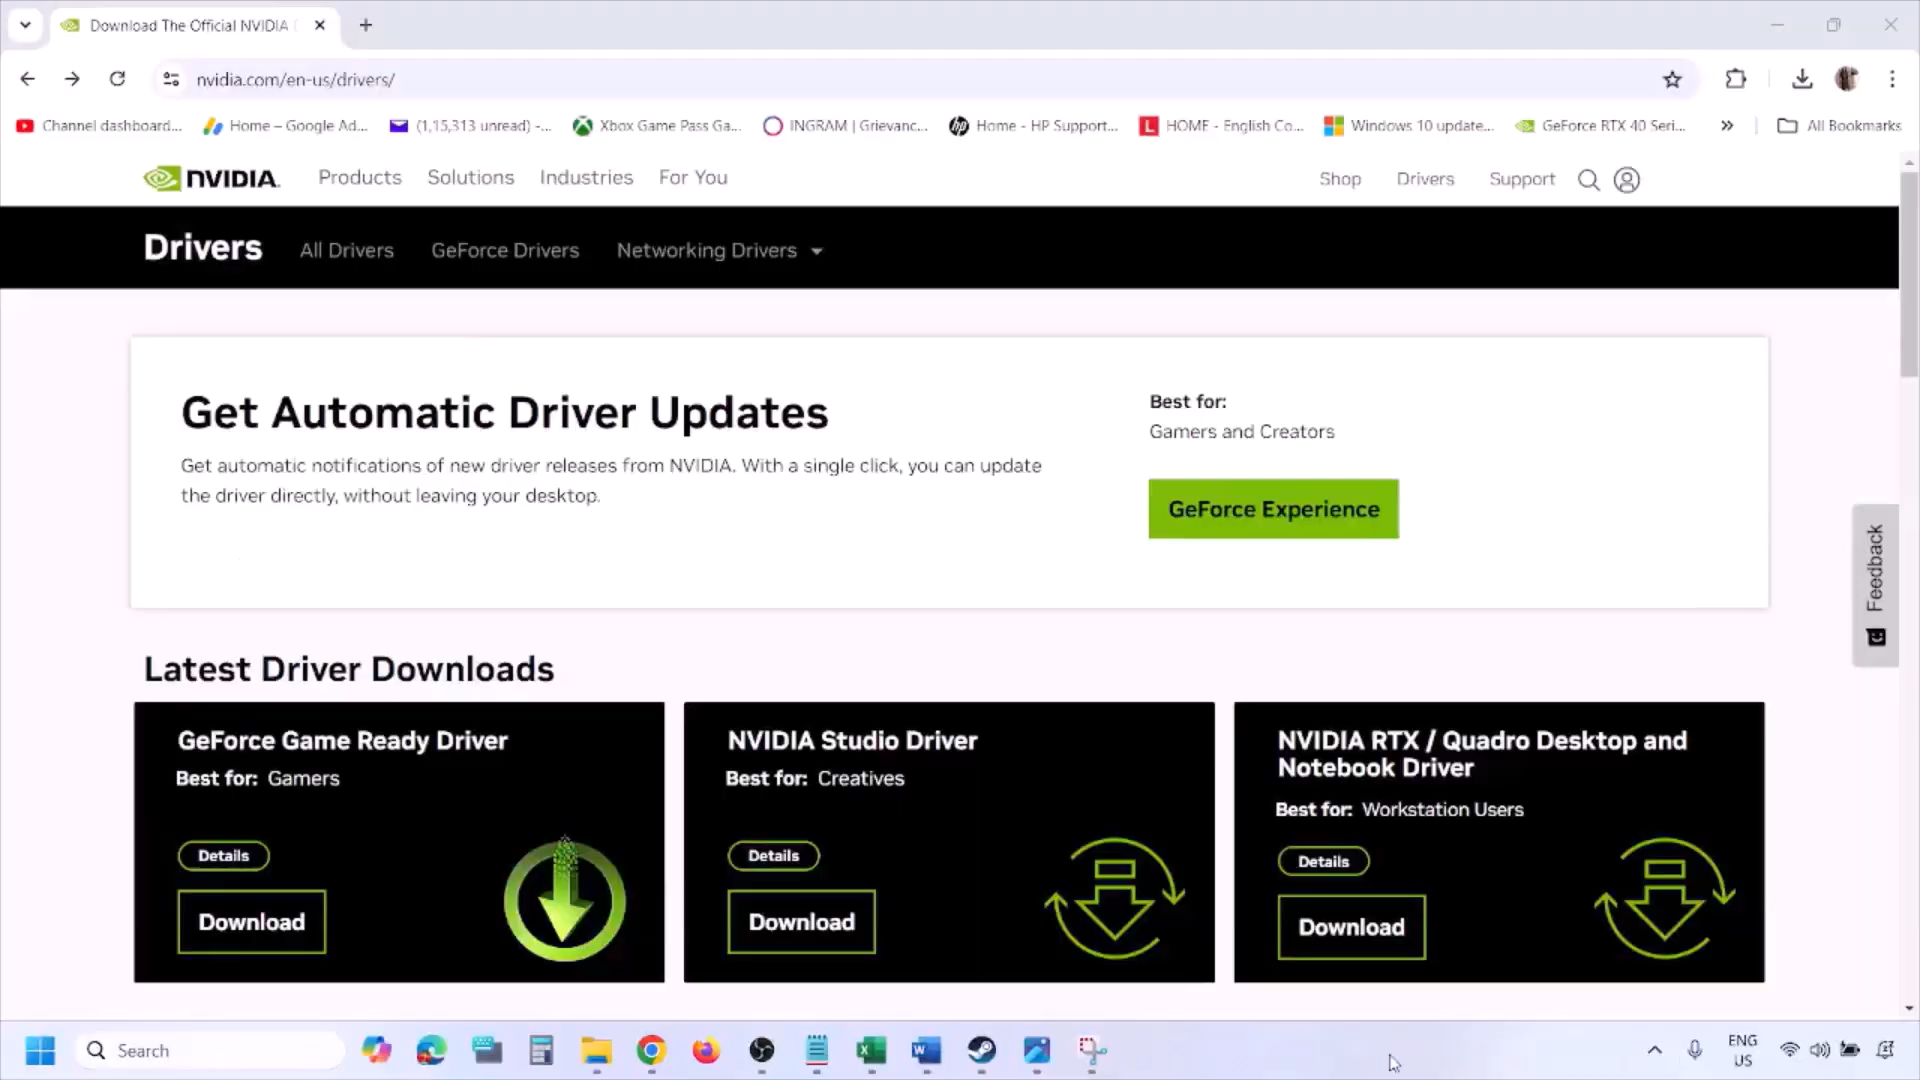 Download The Official NVIDIA
nvidia.com/en-us/drivers/
Channel dashboard...
Home – Google Ad...
(1,15,313 unread) -...
Xbox Game Pass Ga...
INGRAM | Grievanc...
Home - HP Support...
HOME - English Co...
Windows 10 update...
GeForce RTX 40 Seri...
All Bookmarks
NVIDIA.
Products
Solutions
Industries
For You
Shop
Drivers
Support
Drivers
All Drivers
GeForce Drivers
Networking Drivers
Get Automatic Driver Updates
Get automatic notifications of new driver releases from NVIDIA. With a single click, you can update
the driver directly, without leaving your desktop.
Best for:
Gamers and Creators
GeForce Experience
Feedback
Latest Driver Downloads
GeForce Game Ready Driver
Best for: Gamers
Details
Download
NVIDIA Studio Driver
Best for: Creatives
Details
Download
NVIDIA RTX / Quadro Desktop and
Notebook Driver
Best for: Workstation Users
Details
Download
Search
ENG
US